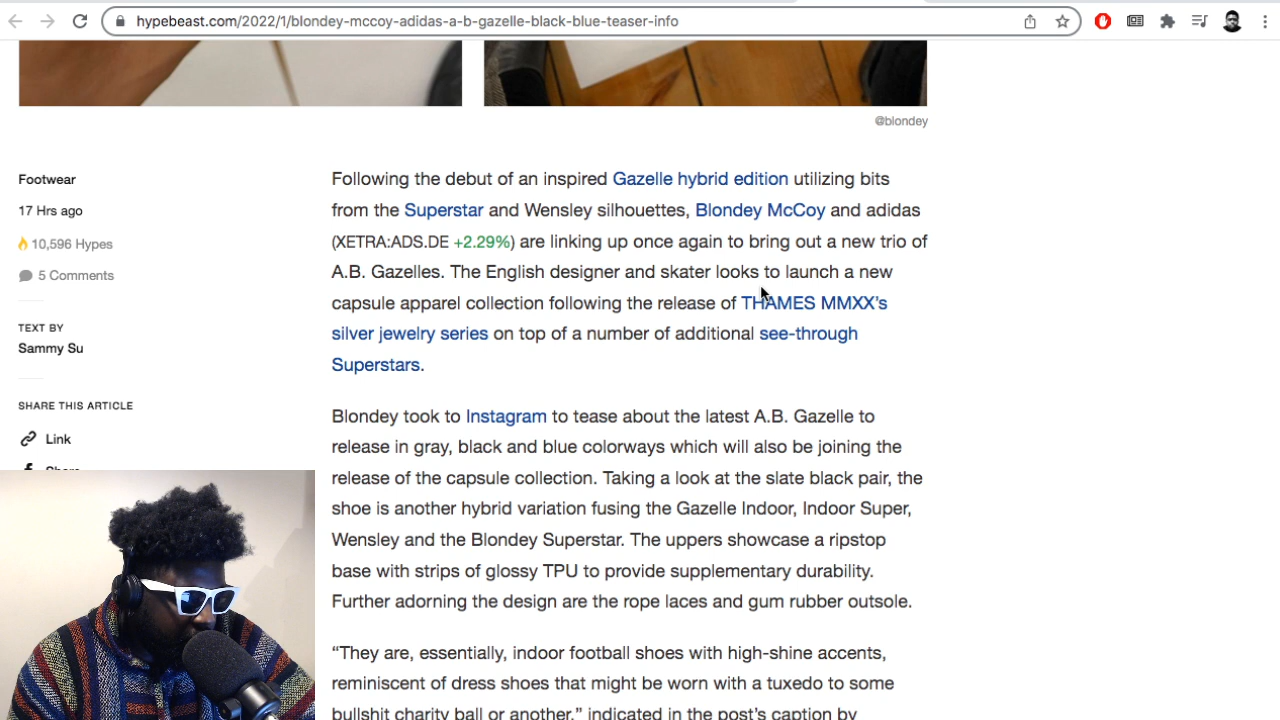 hypebeast.com/2022/1/blondey-mccoy-adidas-a-b-gazelle-black-blue-teaser-info
@blondey
Footwear
17 Hrs ago
10,596 Hypes
5 Comments
TEXT BY
Sammy Su
SHARE THIS ARTICLE
Link
Share
Following the debut of an inspired Gazelle hybrid edition utilizing bits
from the Superstar and Wensley silhouettes, Blondey McCoy and adidas
(XETRA:ADS.DE +2.29%) are linking up once again to bring out a new trio of
A.B. Gazelles. The English designer and skater looks to launch a new
capsule apparel collection following the release of THAMES MMXX's
silver jewelry series on top of a number of additional see-through
Superstars.
Blondey took to Instagram to tease about the latest A.B. Gazelle to
release in gray, black and blue colorways which will also be joining the
release of the capsule collection. Taking a look at the slate black pair, the
shoe is another hybrid variation fusing the Gazelle Indoor, Indoor Super,
Wensley and the Blondey Superstar. The uppers showcase a ripstop
base with strips of glossy TPU to provide supplementary durability.
Further adorning the design are the rope laces and gum rubber outsole.
“They are, essentially, indoor football shoes with high-shine accents,
reminiscent of dress shoes that might be worn with a tuxedo to some
bullshit charity ball or another,” indicated in the post's caption by